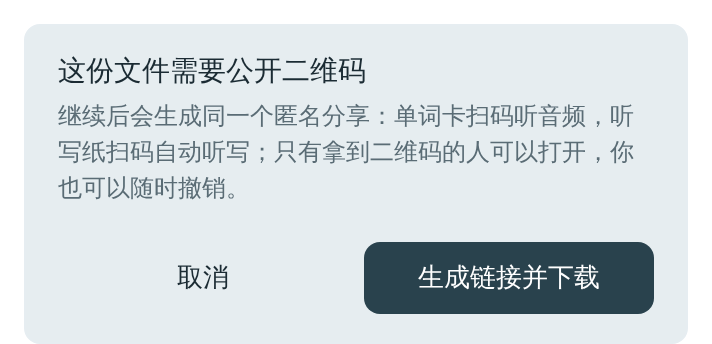 这份文件需要公开二维码
继续后会生成同一个匿名分享：单词卡扫码听音频，听
写纸扫码自动听写；只有拿到二维码的人可以打开，你
也可以随时撤销。
取消
生成链接并下载